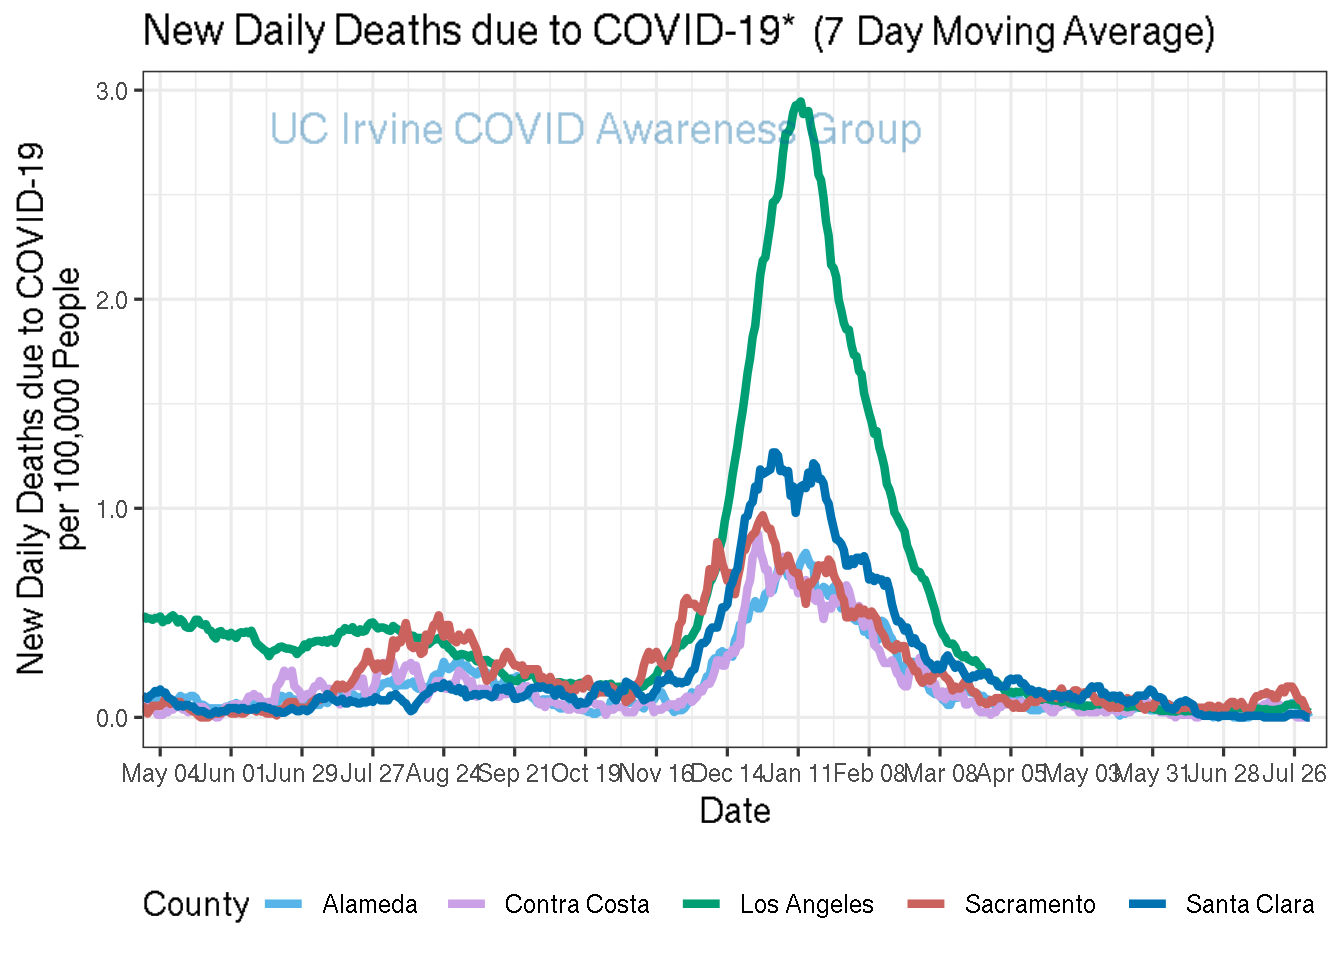 New Daily Deaths due to COVID-19* (7 Day Moving Average)
UC Irvine COVID Awareness Group
New Daily Deaths due to COVID-19
per 100,000 People
3.0
2.0
1.0
0.0
May 04 Jun 01 Jun 29 Jul 27 Aug 24 Sep 21 Oct 19 Nov 16 Dec 14 Jan 11 Feb 08 Mar 08 Apr 05 May 03 May 31 Jun 28 Jul 26
Date
County Alameda Contra Costa Los Angeles Sacramento Santa Clara